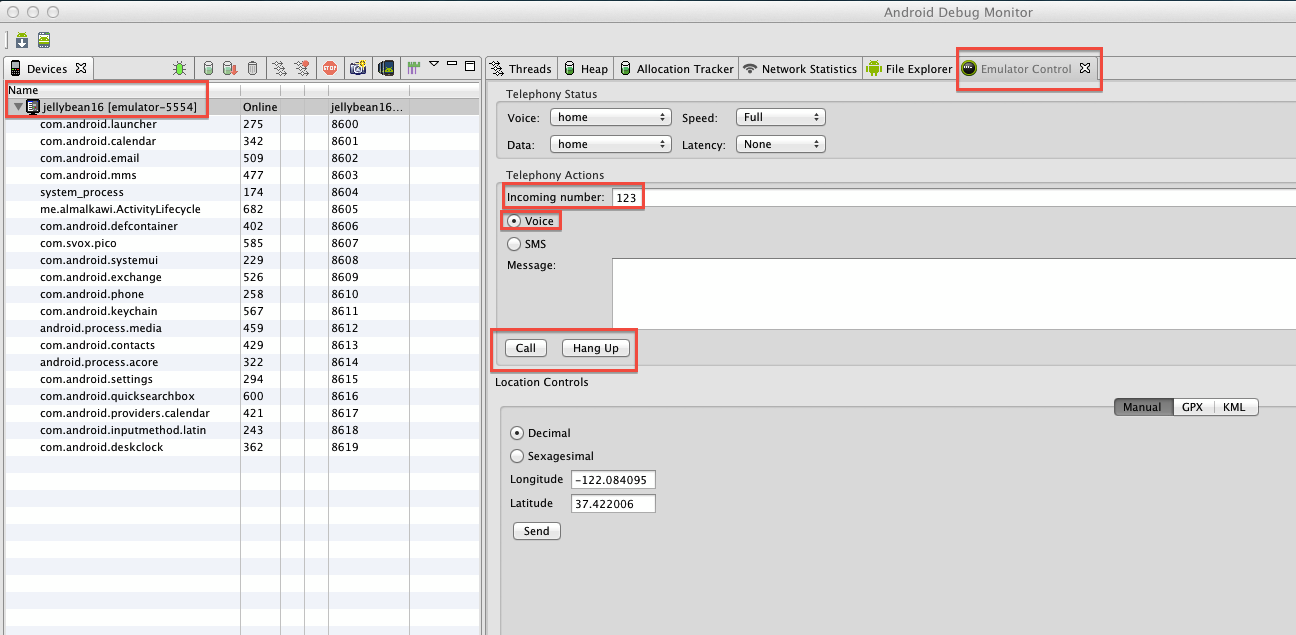 Android Debug Monitor
Devices
Name
jellybean16 [emulator-5554] Online jellybean16...
com.android.launcher 275 8600
com.android.calendar 342 8601
com.android.email 509 8602
com.android.mms 477 8603
system_process 174 8604
me.almalkawi.ActivityLifecycle 682 8605
com.android.defcontainer 402 8606
com.svox.pico 585 8607
com.android.systemui 229 8608
com.android.exchange 526 8609
com.android.phone 258 8610
com.android.keychain 567 8611
android.process.media 459 8612
com.android.contacts 429 8613
android.process.acore 322 8614
com.android.settings 294 8615
com.android.quicksearchbox 600 8616
com.android.providers.calendar 421 8617
com.android.inputmethod.latin 243 8618
com.android.deskclock 362 8619
STOP
Threads Heap Allocation Tracker Network Statistics File Explorer Emulator Control
Telephony Status
Voice: home Speed: Full
Data: home Latency: None
Telephony Actions
Incoming number: 123
Voice
SMS
Message:
Call Hang Up
Location Controls
Manual GPX KML
Decimal
Sexagesimal
Longitude -122.084095
Latitude 37.422006
Send